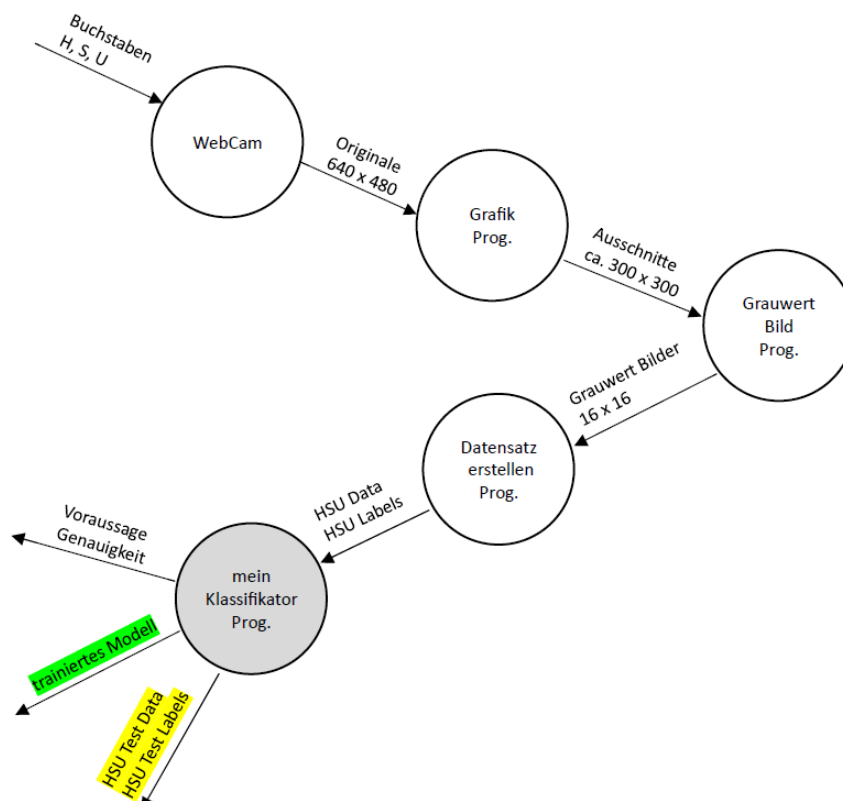 Buchstaben
H, S, U
WebCam
Originale
640 x 480
Grafik
Prog.
Ausschnitte
ca. 300 x 300
Grauwert
Bild
Prog.
Grauwert Bilder
16 x 16
Datensatz
erstellen
Prog.
HSU Data
HSU Labels
mein
Klassifikator
Prog.
Voraussage
Genauigkeit
trainiertes Modell
HSU Test Data
HSU Test Labels